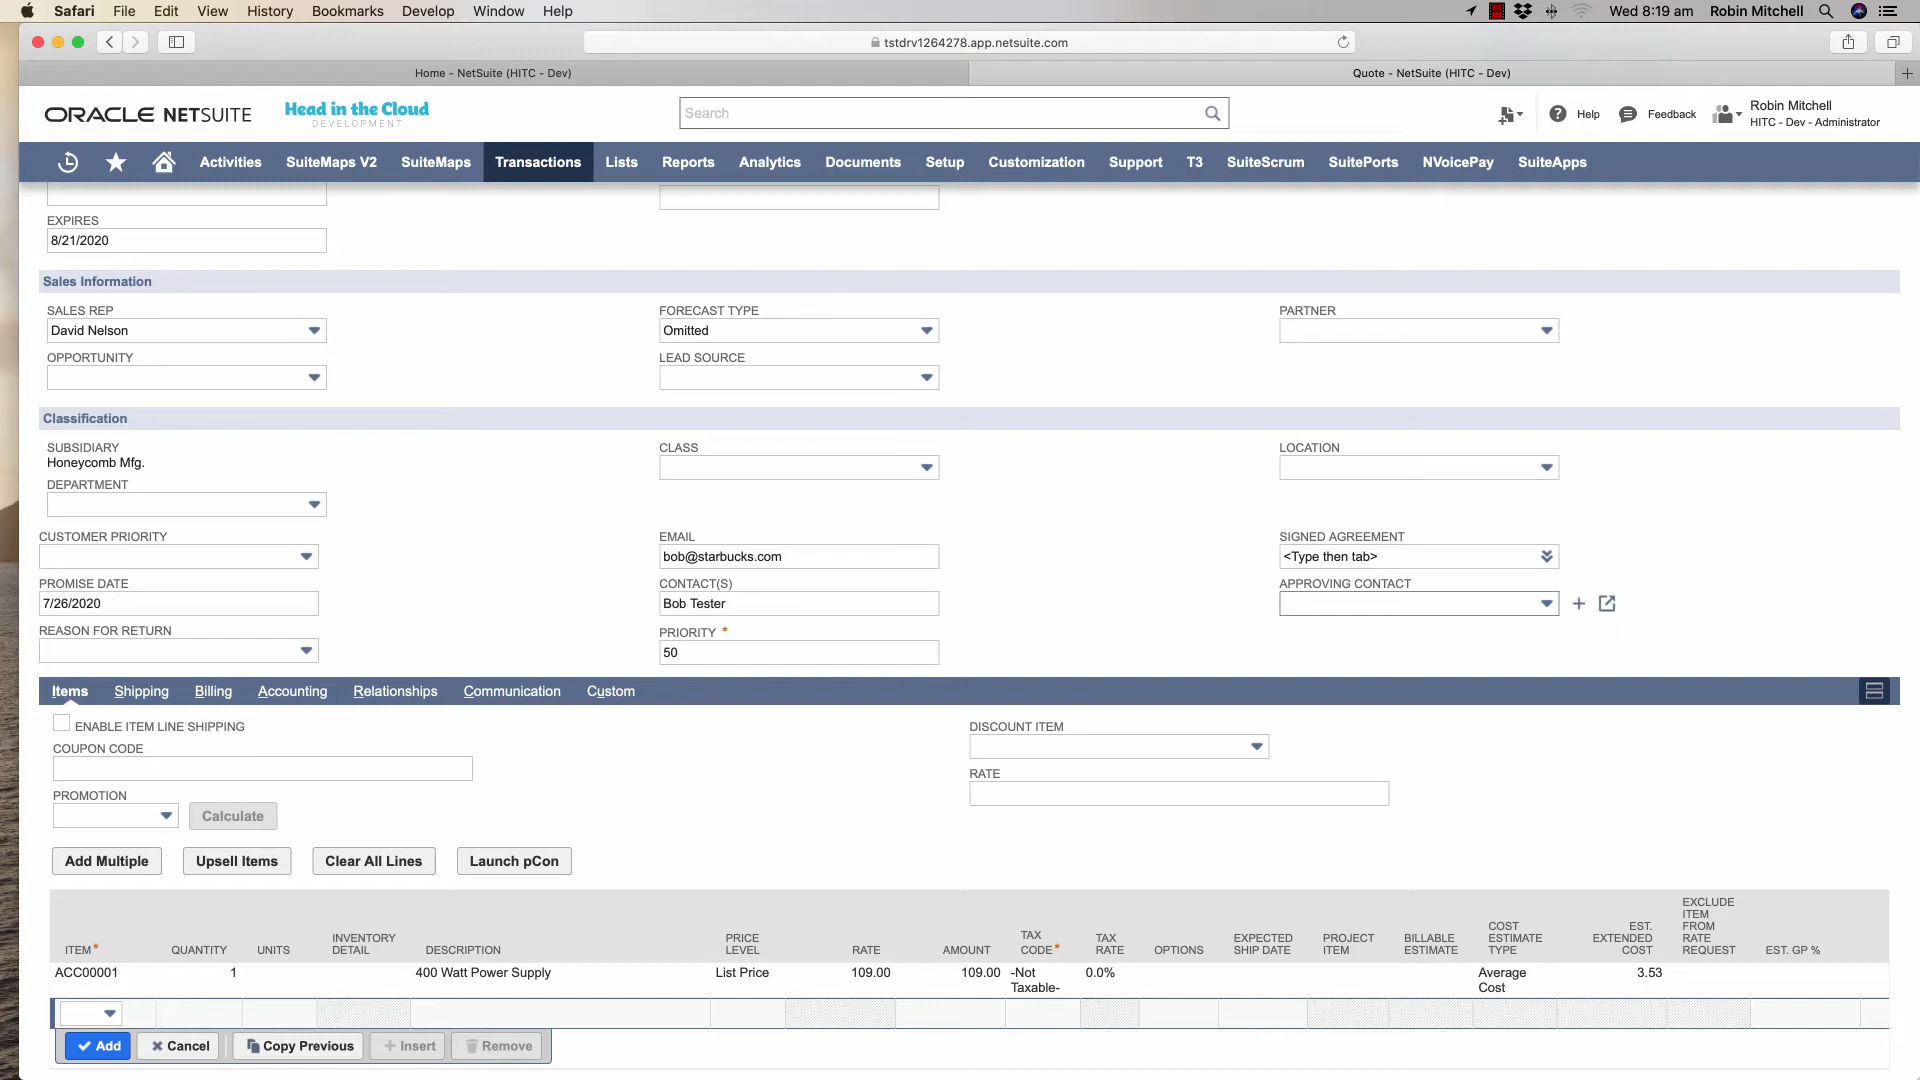 Safari File Edit View History Bookmarks Develop Window Help Wed 8:19 am Robin Mitchell
tstdrv1264278.app.netsuite.com
Home - NetSuite (HITC - Dev) Quote - NetSuite (HITC - Dev)
ORACLE NETSUITE Head in the Cloud
DEVELOPMENT
Search
Help Feedback Robin Mitchell
HITC - Dev - Administrator
Activities SuiteMaps V2 SuiteMaps Transactions Lists Reports Analytics Documents Setup Customization Support T3 SuiteScrum SuitePorts NVoicePay SuiteApps
EXPIRES
8/21/2020
Sales Information
SALES REP FORECAST TYPE PARTNER
David Nelson Omitted
OPPORTUNITY LEAD SOURCE
Classification
SUBSIDIARY CLASS LOCATION
Honeycomb Mfg.
DEPARTMENT
CUSTOMER PRIORITY EMAIL SIGNED AGREEMENT
bob@starbucks.com <Type then tab>
PROMISE DATE CONTACT(S) APPROVING CONTACT
7/26/2020 Bob Tester
REASON FOR RETURN PRIORITY *
50
Items Shipping Billing Accounting Relationships Communication Custom
ENABLE ITEM LINE SHIPPING DISCOUNT ITEM
COUPON CODE
RATE
PROMOTION
Calculate
Add Multiple Upsell Items Clear All Lines Launch pCon
ITEM* QUANTITY UNITS INVENTORY DETAIL DESCRIPTION PRICE LEVEL RATE AMOUNT TAX CODE* TAX RATE OPTIONS EXPECTED SHIP DATE PROJECT ITEM BILLABLE ESTIMATE COST ESTIMATE TYPE EST. EXTENDED COST EXCLUDE ITEM FROM RATE REQUEST EST. GP %
ACC00001 1 400 Watt Power Supply List Price 109.00 109.00 -Not Taxable- 0.0% Average Cost 3.53
Add Cancel Copy Previous Insert Remove